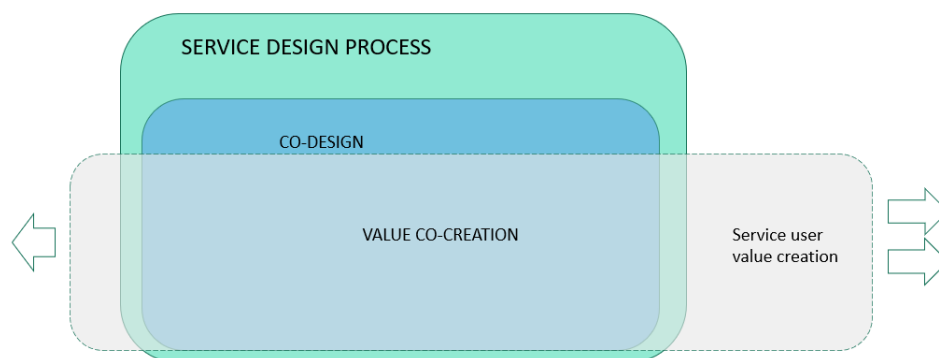 SERVICE DESIGN PROCESS
CO-DESIGN
VALUE CO-CREATION
Service user
value creation